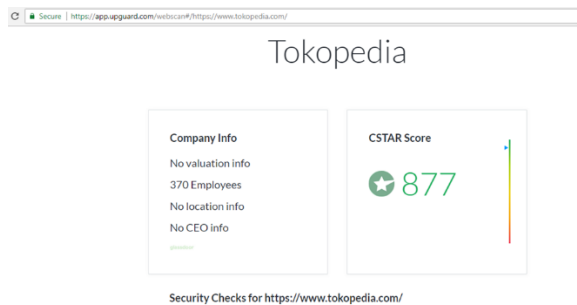 Secure | https://app.upguard.com/webscan#/https://www.tokopedia.com/
Tokopedia
Company Info
No valuation info
370 Employees
No location info
No CEO info
CSTAR Score
877
Security Checks for https://www.tokopedia.com/